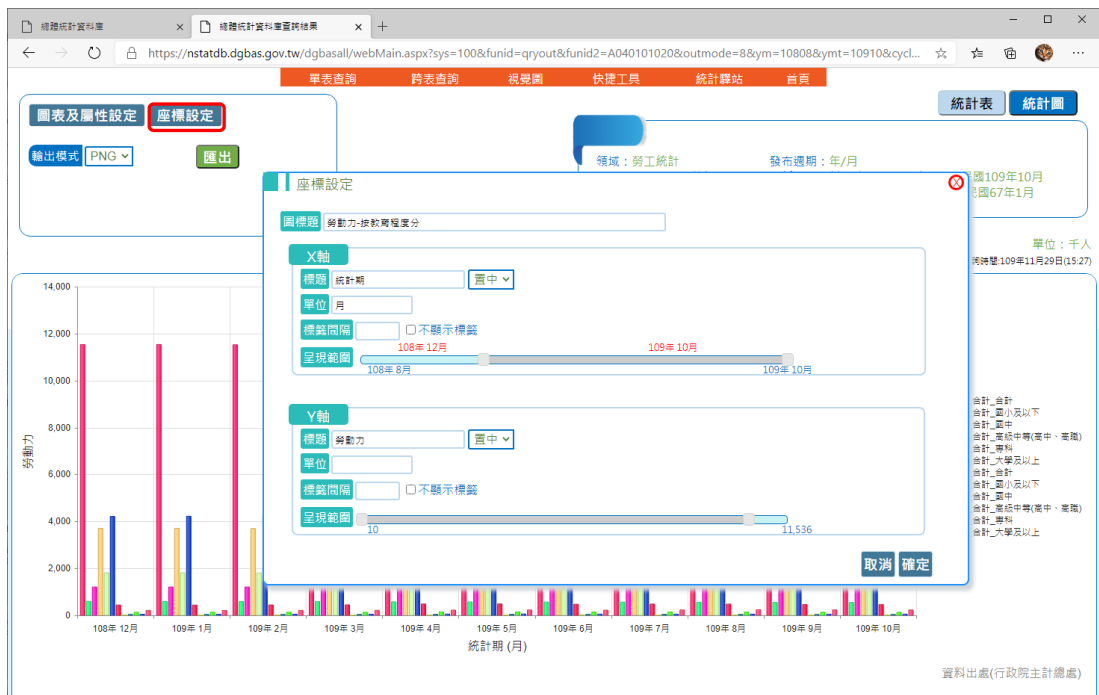 總體統計資料庫
總體統計資料庫查詢結果
https://nstatdb.dgbas.gov.tw/dgbasall/webMain.aspx?sys=100&funid=qryout&funid2=A040101020&outmode=8&ym=10808&ymt=10910&cycl...
單表查詢 跨表查詢 視覺圖 快捷工具 統計驛站 首頁
圖表及屬性設定 座標設定
統計表 統計圖
輸出模式 PNG 匯出
領域：勞工統計 發布週期：年/月
國109年10月
國67年1月
座標設定
圖標題 勞動力-按教育程度分
單位：千人
時間:109年11月29日(15:27)
X軸
標題 統計期 置中
單位 月
標籤間隔 不顯示標籤
108年 12月 109年 10月
呈現範圍
108年 8月 109年 10月
Y軸
標題 勞動力 置中
單位
標籤間隔 不顯示標籤
呈現範圍
10 11,536
取消 確定
14,000
12,000
10,000
8,000
6,000
4,000
2,000
0
勞動力
合計_合計
合計_國小及以下
合計_國中
合計_高級中等(高中、高職)
合計_專科
合計_大學及以上
合計_合計
合計_國小及以下
合計_國中
合計_高級中等(高中、高職)
合計_專科
合計_大學及以上
108年 12月 109年 1月 109年 2月 109年 3月 109年 4月 109年 5月 109年 6月 109年 7月 109年 8月 109年 9月 109年 10月
統計期 (月)
資料出處(行政院主計總處)